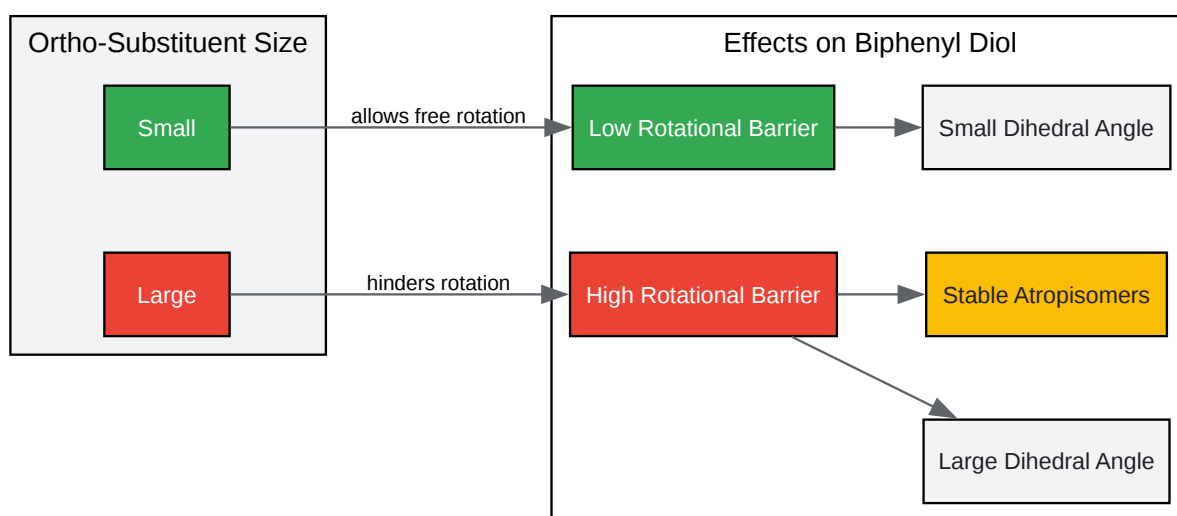 Ortho-Substituent Size
Effects on Biphenyl Diol
Small
allows free rotation
Low Rotational Barrier
Small Dihedral Angle
Large
hinders rotation
High Rotational Barrier
Stable Atropisomers
Large Dihedral Angle